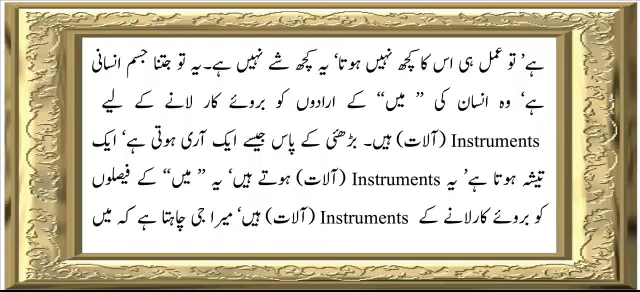 ہے’ تو عمل ہی اس کا کچھ نہیں ہوتا‘ یہ کچھ شے نہیں ہے۔یہ تو جتنا جسم انسانی
ہے‘ وہ انسان کی ” میں“ کے ارادوں کو بروئے کار لانے کے لیے
Instruments (آلات) ہیں۔ بڑھئی کے پاس جیسے ایک آری ہوتی ہے‘ ایک
تیشہ ہوتا ہے’ یہ Instruments (آلات) ہوتے ہیں‘ یہ ” میں“ کے فیصلوں
کو بروئے کارلانے کے Instruments (آلات) ہیں‘ میرا جی چاہتا ہے کہ میں